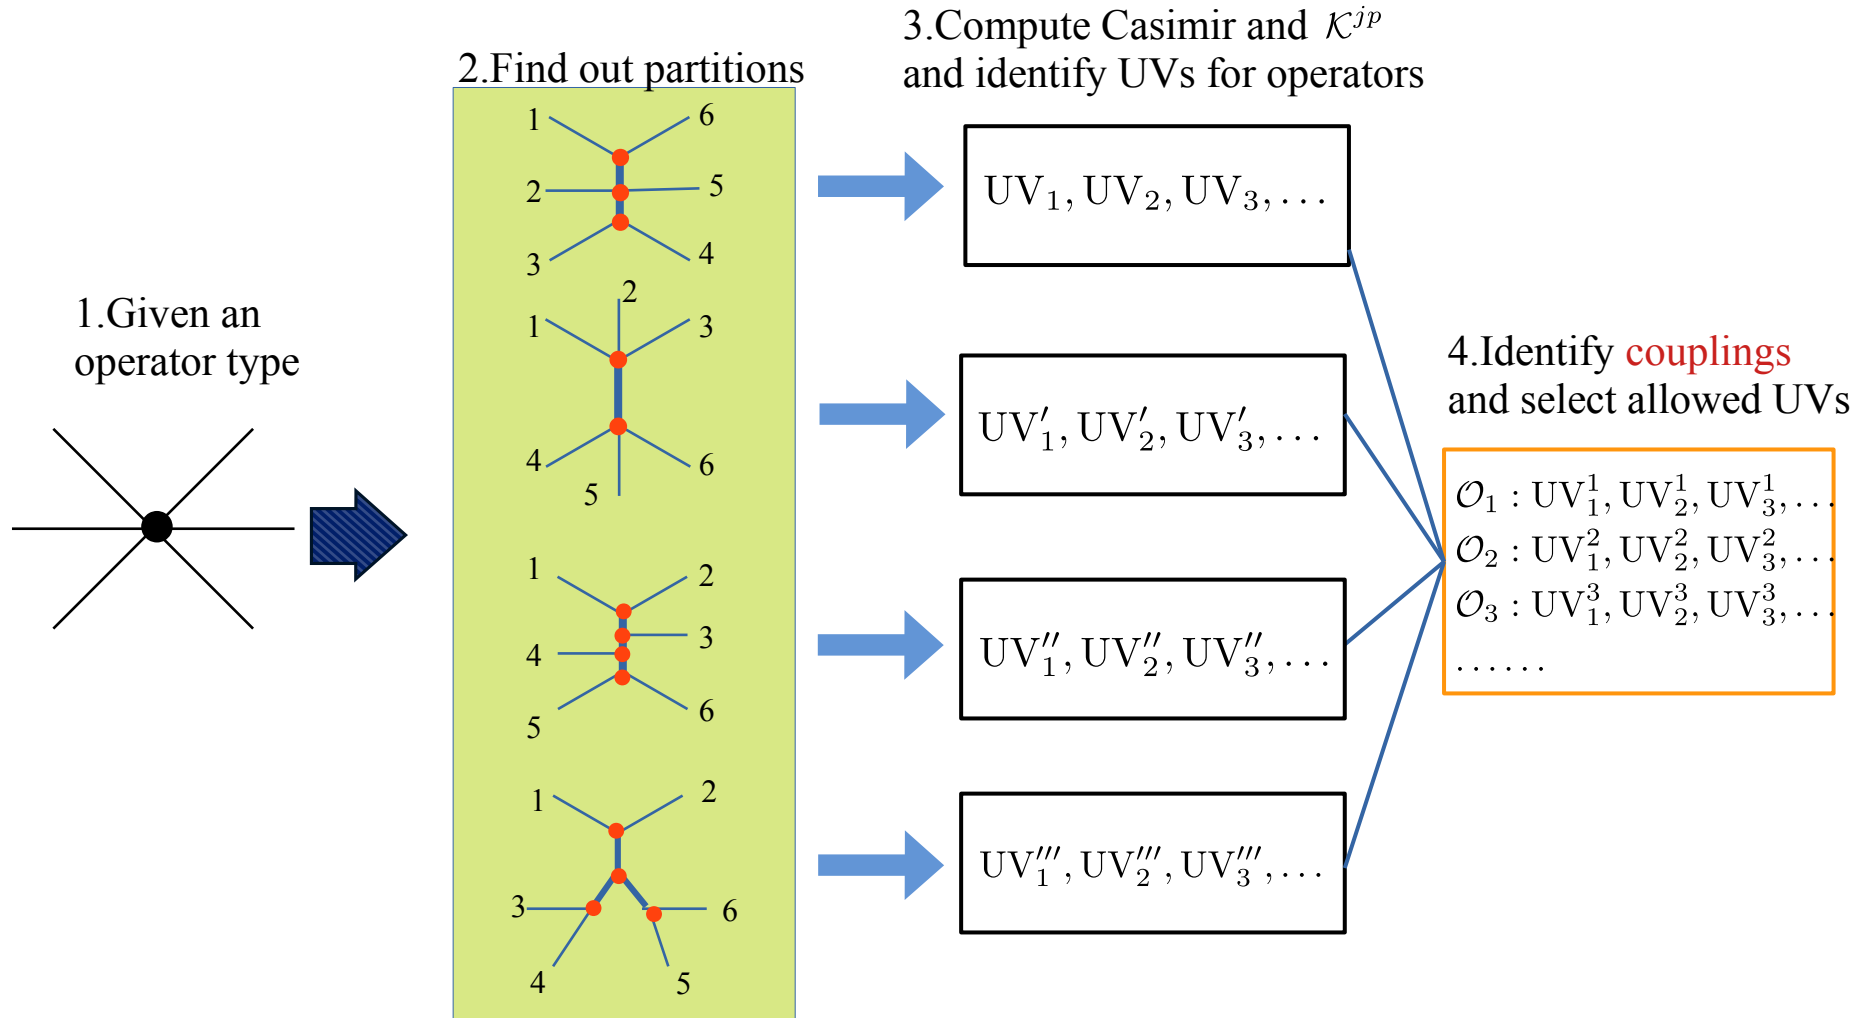 1.Given an
operator type
2.Find out partitions
1 6
2 5
3 4
2
1 3
4 6
5
1 2
3
4
5 6
1 2
3 6
4 5
3.Compute Casimir and 𝒦^{jp}
and identify UVs for operators
UV₁, UV₂, UV₃, …
UV′₁, UV′₂, UV′₃, …
UV″₁, UV″₂, UV″₃, …
UV‴₁, UV‴₂, UV‴₃, …
4.Identify couplings
and select allowed UVs
𝒪₁ : UV¹₁, UV¹₂, UV¹₃, …
𝒪₂ : UV²₁, UV²₂, UV²₃, …
𝒪₃ : UV³₁, UV³₂, UV³₃, …
……